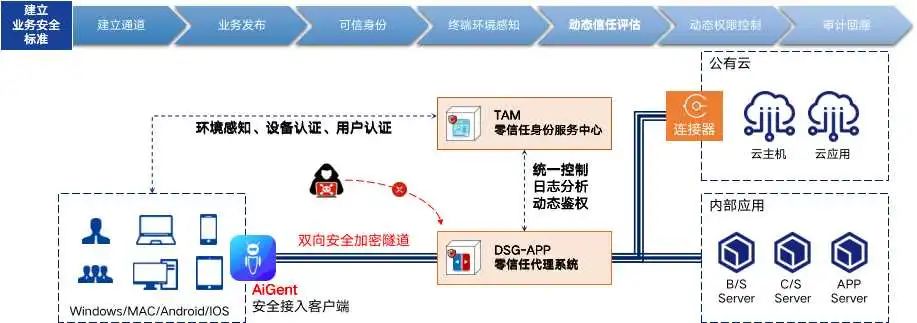 建立
业务安全
标准
建立通道
业务发布
可信身份
终端环境感知
动态信任评估
动态权限控制
审计回溯
公有云
连接器
云主机
云应用
TAM
零信任身份服务中心
环境感知、设备认证、用户认证
统一控制
日志分析
动态鉴权
内部应用
双向安全加密隧道
DSG-APP
零信任代理系统
B/S
Server
C/S
Server
APP
Server
AiGent
安全接入客户端
Windows/MAC/Android/IOS